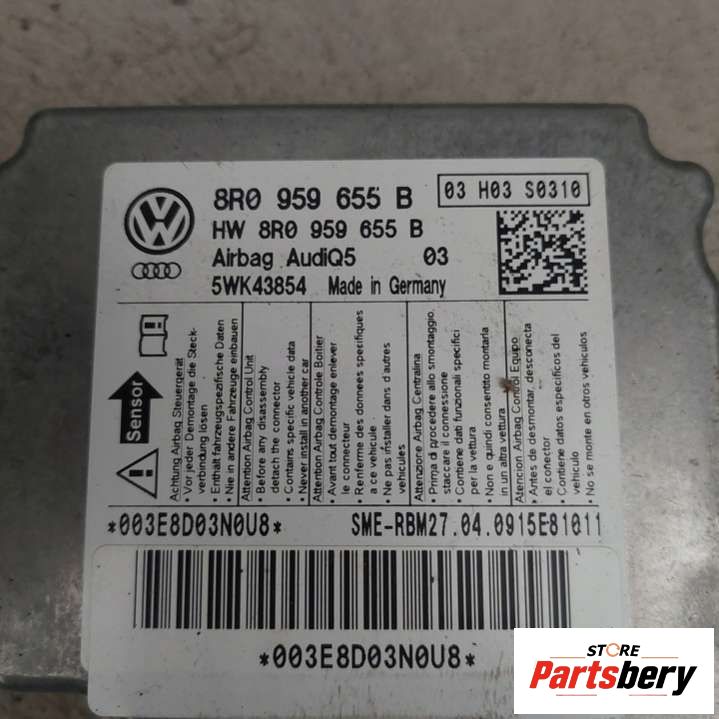 8R0 959 655 B
03 H03 S0310
HW 8R0 959 655 B
Airbag AudiQ5 03
5WK43854 Made in Germany
Sensor
Achtung Airbag Steuergerät
- Vor jeder Demontage die Steck-
verbindung lösen
- Enthält fahrzeugspezifische Daten
- Nie in andere Fahrzeuge einbauen
Attention Airbag Control Unit
- Before any disassembly
detach the connector
- Contains specific vehicle data
- Never install in another car
Attention Airbag Controle Boitier
- Avant tout demontage enlever
le connecteur
- Renferme des donnees specifiques
a ce vehicule
- Ne pas installer dans d'autres
vehicules
Attenzione Airbag Centralina
- Prima di procedere allo smontaggio
staccare il connessione
- Contiene dati funzionali specifici
per la vettura
- Non e quindi consentito montarla
in un altra vettura
Atencion Airbag Control Equipo
- Antes de desmontar desconecta
el conector
- Contiene datos especificos del
vehiculo
- No se monte en otros vehiculos
*003E8D03N0U8* SME-RBM27.04.0915E81011
*003E8D03N0U8*
STORE
Partsbery